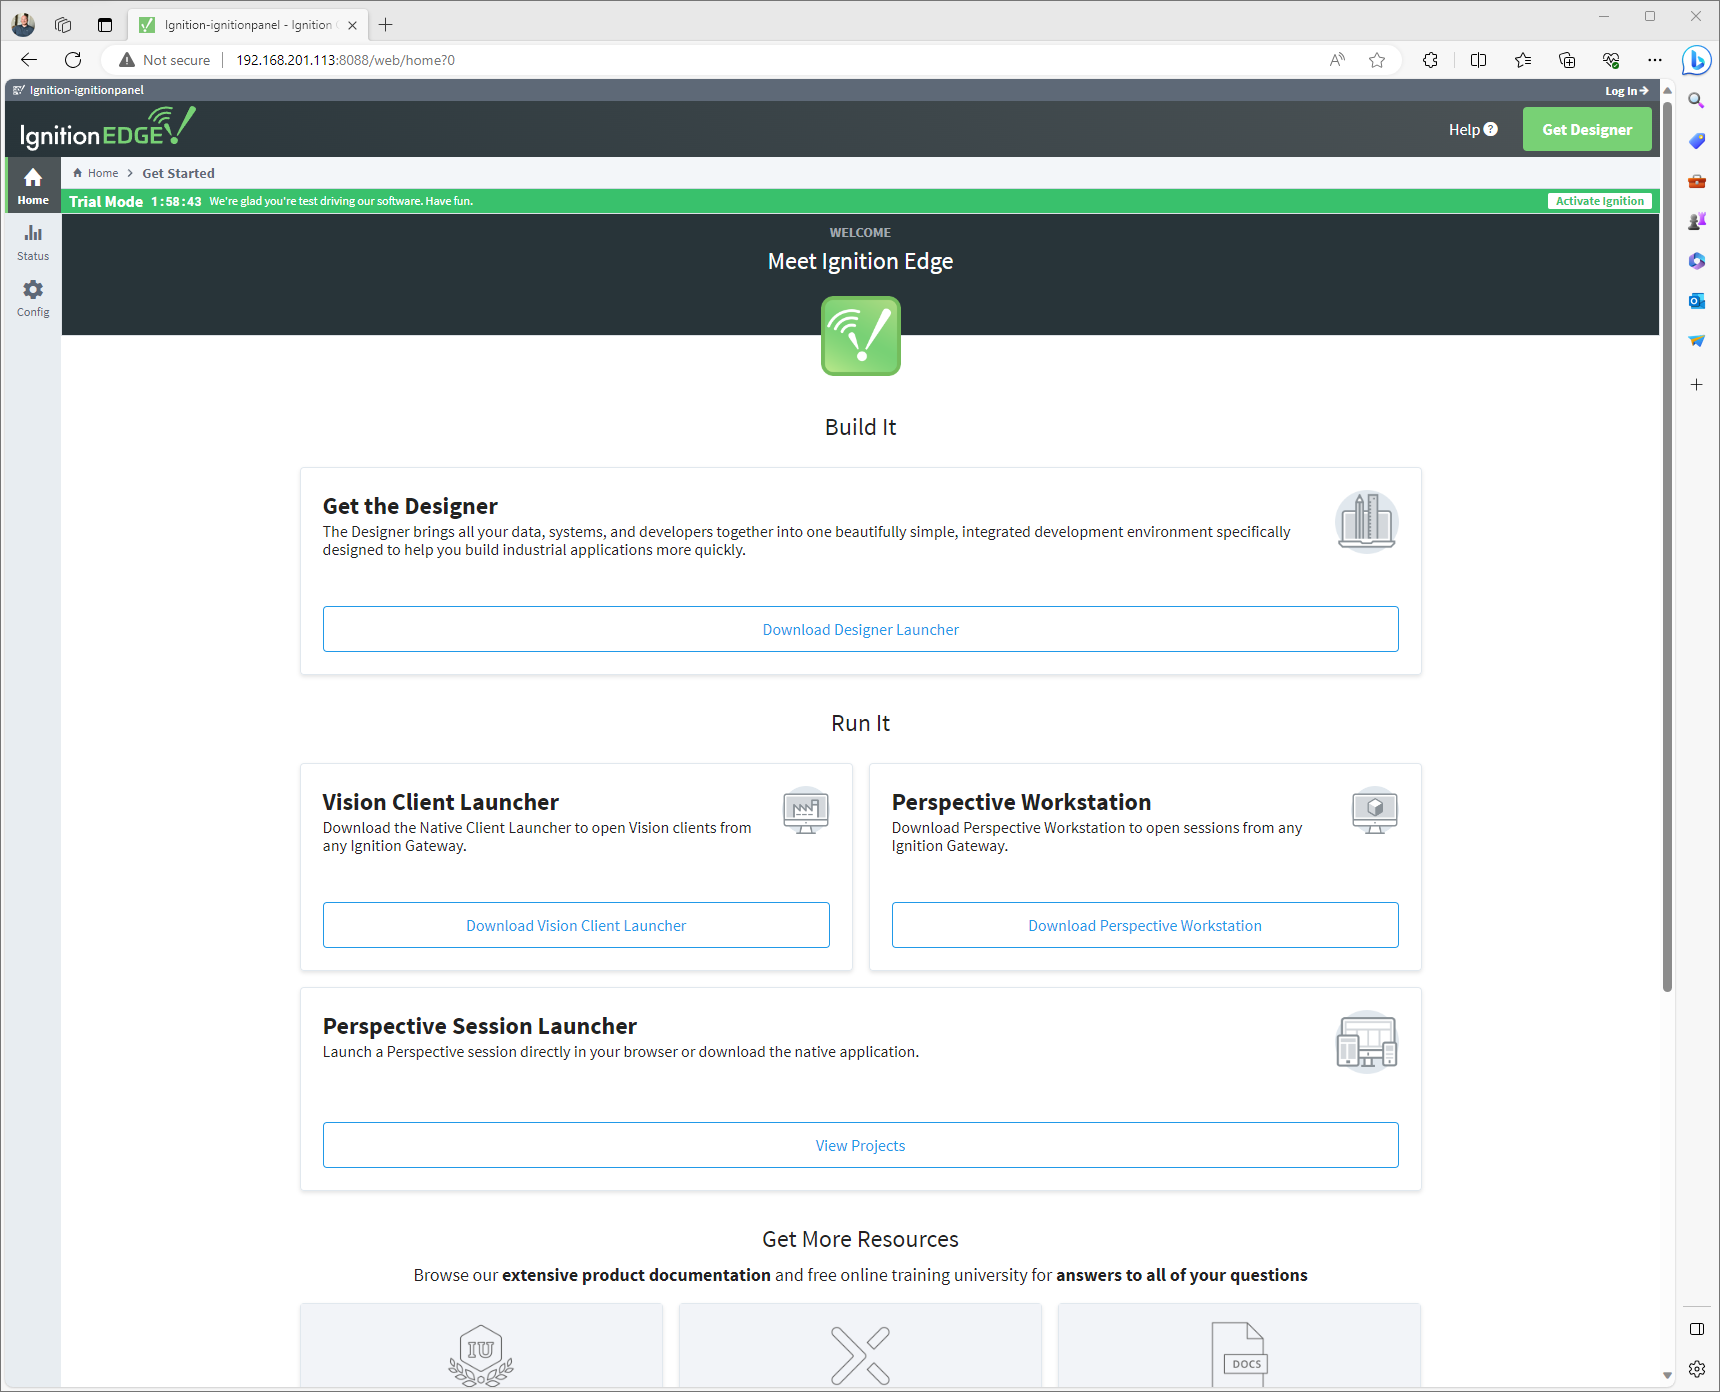 Ignition-ignitionpanel - Ignition
Not secure
192.168.201.113:8088/web/home?0
Ignition-ignitionpanel
Log In
Ignition EDGE
Help ?
Get Designer
Home > Get Started
Home
Trial Mode 1:58:43 We're glad you're test driving our software. Have fun.
Activate Ignition
Status
Config
WELCOME
Meet Ignition Edge
Build It
Get the Designer
The Designer brings all your data, systems, and developers together into one beautifully simple, integrated development environment specifically
designed to help you build industrial applications more quickly.
Download Designer Launcher
Run It
Vision Client Launcher
Download the Native Client Launcher to open Vision clients from
any Ignition Gateway.
Download Vision Client Launcher
Perspective Workstation
Download Perspective Workstation to open sessions from any
Ignition Gateway.
Download Perspective Workstation
Perspective Session Launcher
Launch a Perspective session directly in your browser or download the native application.
View Projects
Get More Resources
Browse our extensive product documentation and free online training university for answers to all of your questions
IU
DOCS